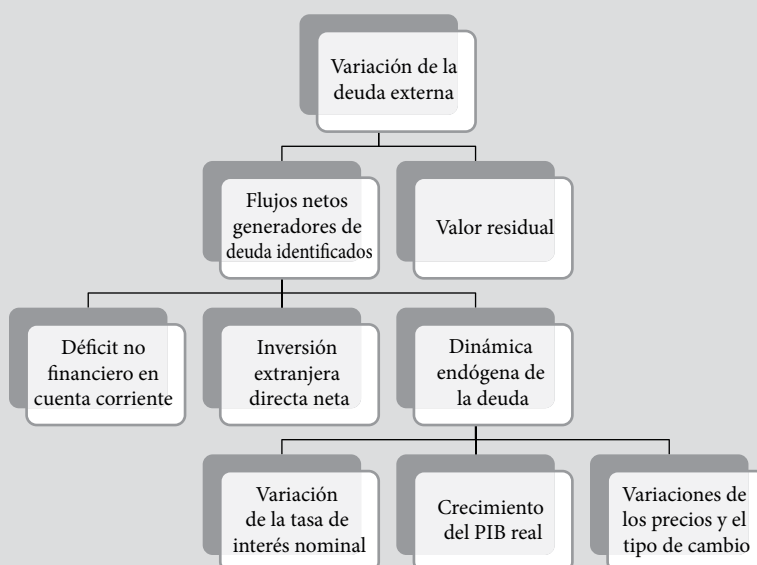 Variación de la
deuda externa
Flujos netos
generadores de
deuda identificados
Valor residual
Déficit no
financiero en
cuenta corriente
Inversión
extranjera
directa neta
Dinámica
endógena de
la deuda
Variación
de la tasa de
interés nominal
Crecimiento
del PIB real
Variaciones de
los precios y el
tipo de cambio